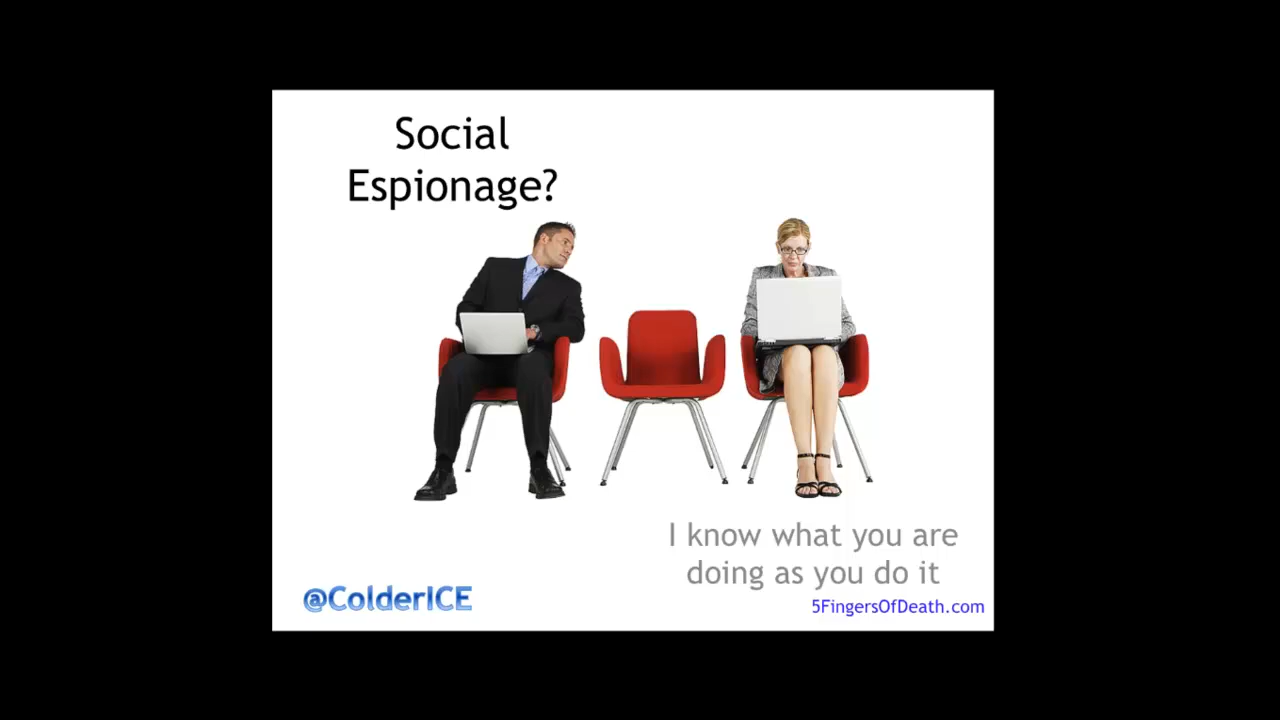 Social
Espionage?
I know what you are
doing as you do it
@ColderICE
5FingersOfDeath.com